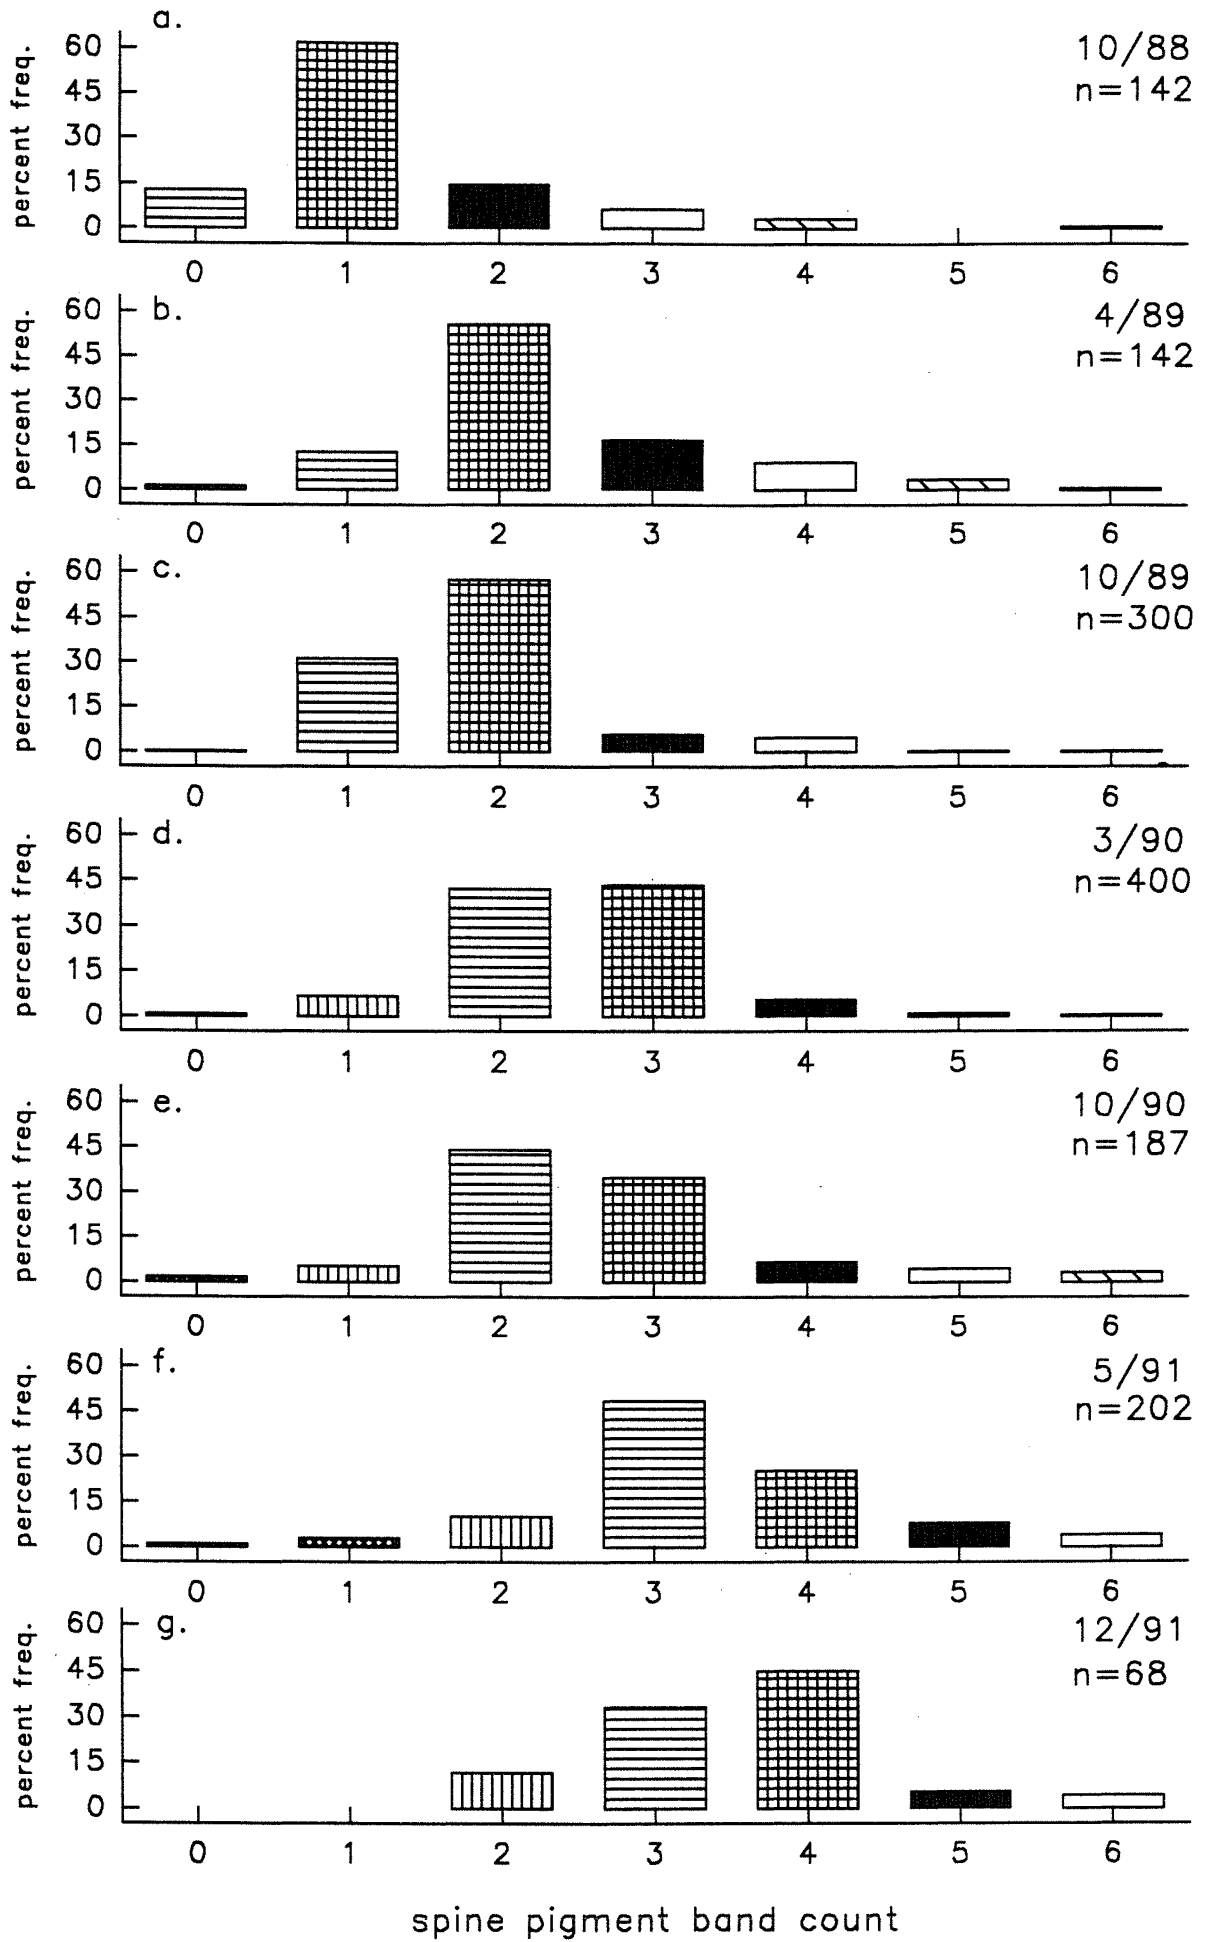 a.
10/88
n=142
percent freq.
60
45
30
15
0
0 1 2 3 4 5 6
b.
4/89
n=142
percent freq.
60
45
30
15
0
0 1 2 3 4 5 6
c.
10/89
n=300
percent freq.
60
45
30
15
0
0 1 2 3 4 5 6
d.
3/90
n=400
percent freq.
60
45
30
15
0
0 1 2 3 4 5 6
e.
10/90
n=187
percent freq.
60
45
30
15
0
0 1 2 3 4 5 6
f.
5/91
n=202
percent freq.
60
45
30
15
0
0 1 2 3 4 5 6
g.
12/91
n=68
percent freq.
60
45
30
15
0
0 1 2 3 4 5 6
spine pigment band count